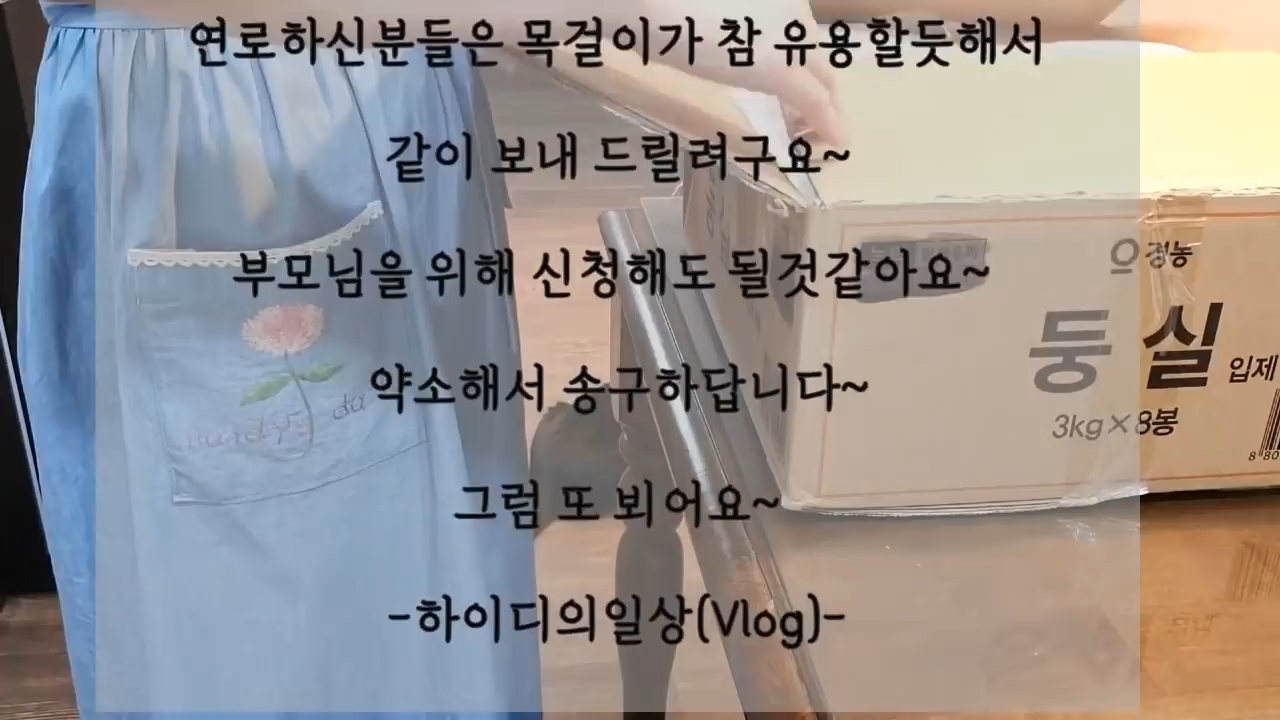 연로하신분들은 목걸이가 참 유용할듯해서
같이 보내 드릴려구요~
부모님을 위해 신청해도 될것같아요~
약소해서 송구하답니다~
그럼 또 뵈어요~
-하이디의일상(Vlog)-
경농
둥실
입제
3kg×8봉